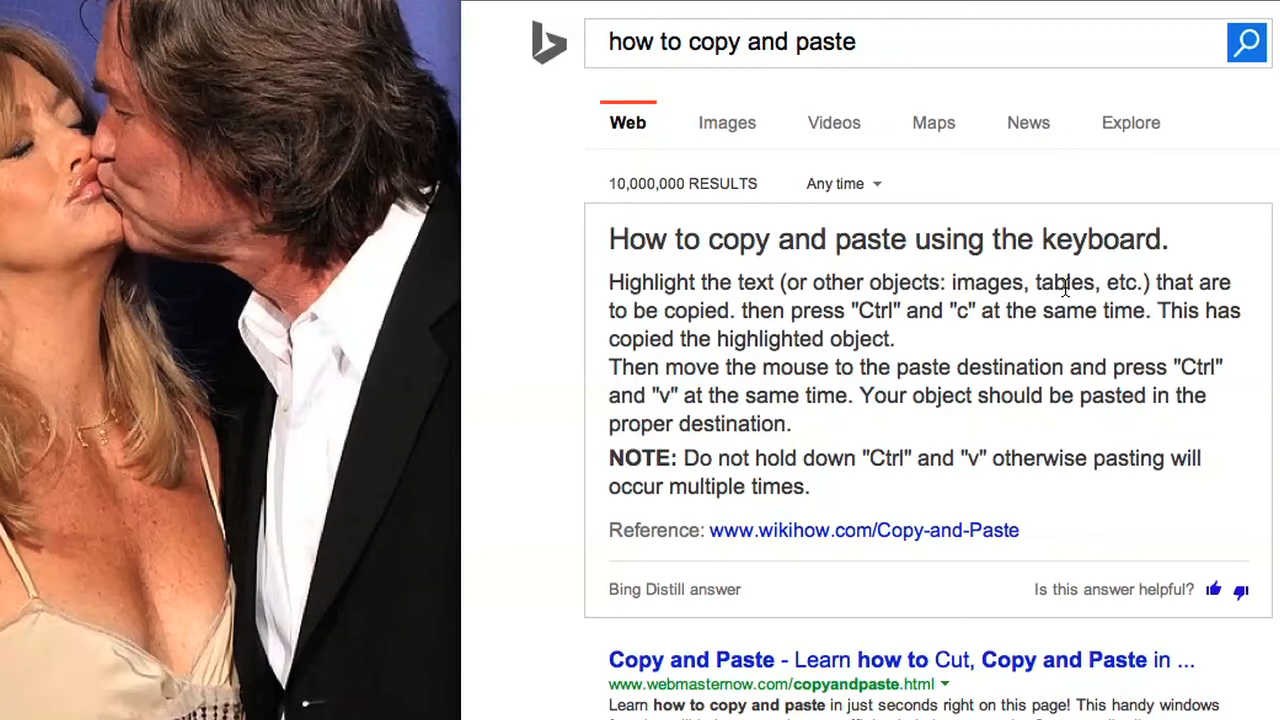 how to copy and paste
Web Images Videos Maps News Explore
10,000,000 RESULTS Any time
How to copy and paste using the keyboard.
Highlight the text (or other objects: images, tables, etc.) that are
to be copied. then press "Ctrl" and "c" at the same time. This has
copied the highlighted object.
Then move the mouse to the paste destination and press "Ctrl"
and "v" at the same time. Your object should be pasted in the
proper destination.
NOTE: Do not hold down "Ctrl" and "v" otherwise pasting will
occur multiple times.
Reference: www.wikihow.com/Copy-and-Paste
Bing Distill answer Is this answer helpful?
Copy and Paste - Learn how to Cut, Copy and Paste in ...
www.webmasternow.com/copyandpaste.html
Learn how to copy and paste in just seconds right on this page! This handy windows